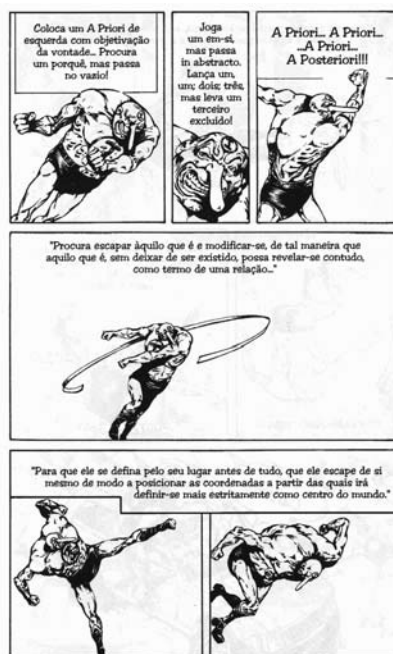 Coloca um A Priori de
esquerda com objetivação
da vontade... Procura
um porquê, mas passa
no vazio!
Joga
um em-si,
mas passa
in abstracto.
Lança um,
um; dois; três,
mas leva um
terceiro
excluído!
A Priori... A Priori...
...A Priori...
A Posteriori!!!
"Procura escapar àquilo que é e modificar-se, de tal maneira que
aquilo que é, sem deixar de ser existido, possa revelar-se contudo,
como termo de uma relação..."
"Para que ele se defina pelo seu lugar antes de tudo, que ele escape de si
mesmo de modo a posicionar as coordenadas a partir das quais irá
definir-se mais estritamente como centro do mundo."